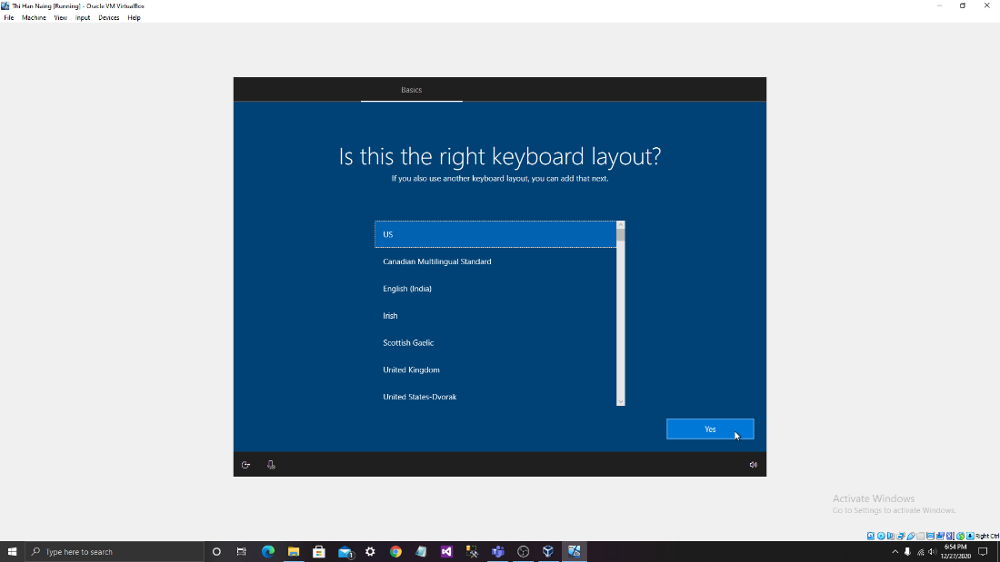 Thi Han Naing [Running] - Oracle VM VirtualBox
File Machine View Input Devices Help
Basics
Is this the right keyboard layout?
If you also use another keyboard layout, you can add that next.
US
Canadian Multilingual Standard
English (India)
Irish
Scottish Gaelic
United Kingdom
United States-Dvorak
Yes
Activate Windows
Go to Settings to activate Windows.
Right Ctrl
Type here to search
1
6:54 PM
12/27/2020